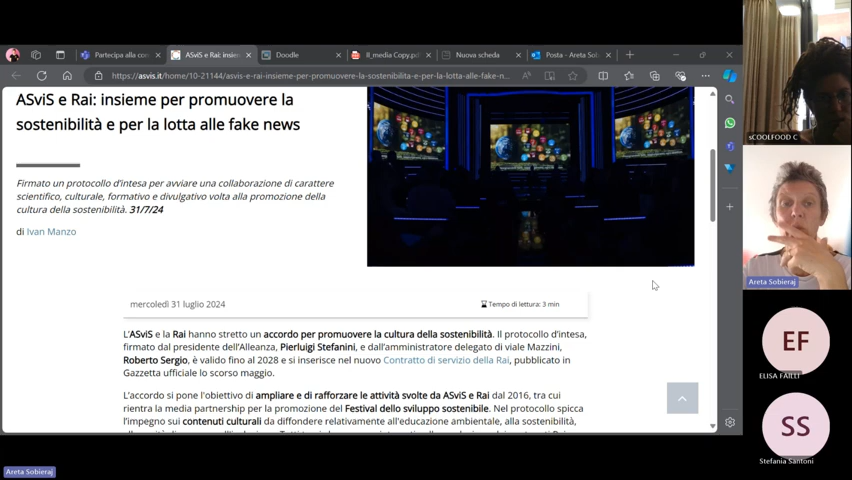 Partecipa alla co
ASviS e Rai: insiem
Doodle
Il_media Copy.pdf
Nuova scheda
Posta - Areta Sob
https://asvis.it/home/10-21144/asvis-e-rai-insieme-per-promuovere-la-sostenibilita-e-per-la-lotta-alle-fake-n...
ASviS e Rai: insieme per promuovere la
sostenibilità e per la lotta alle fake news
Firmato un protocollo d'intesa per avviare una collaborazione di carattere
scientifico, culturale, formativo e divulgativo volta alla promozione della
cultura della sostenibilità. 31/7/24
di Ivan Manzo
mercoledì 31 luglio 2024
Tempo di lettura: 3 min
L'ASviS e la Rai hanno stretto un accordo per promuovere la cultura della sostenibilità. Il protocollo d'intesa,
firmato dal presidente dell'Alleanza, Pierluigi Stefanini, e dall'amministratore delegato di viale Mazzini,
Roberto Sergio, è valido fino al 2028 e si inserisce nel nuovo Contratto di servizio della Rai, pubblicato in
Gazzetta ufficiale lo scorso maggio.
L'accordo si pone l'obiettivo di ampliare e di rafforzare le attività svolte da ASviS e Rai dal 2016, tra cui
rientra la media partnership per la promozione del Festival dello sviluppo sostenibile. Nel protocollo spicca
l'impegno sui contenuti culturali da diffondere relativamente all'educazione ambientale, alla sostenibilità,
sCOOLFOOD C
Areta Sobieraj
EF
ELISA FAILLI
SS
Stefania Santoni
Areta Sobieraj